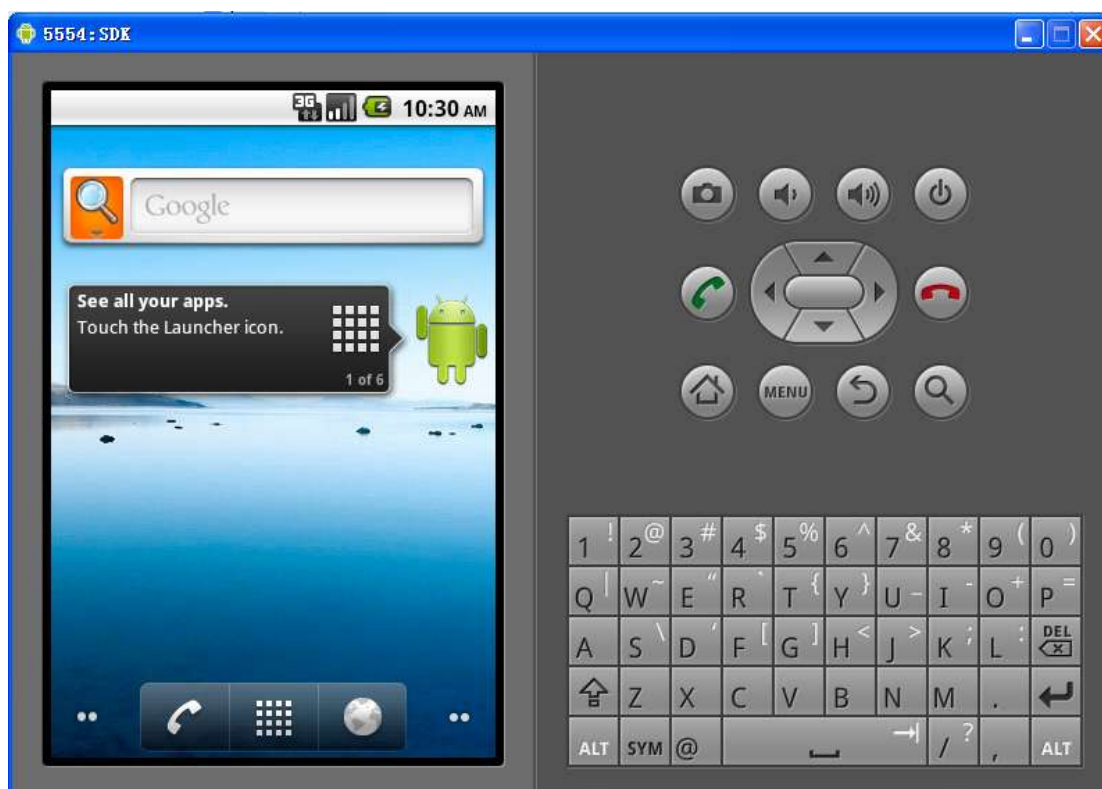 5554:SDK
3G 10:30 AM
Google
See all your apps.
Touch the Launcher icon.
1 of 6
MENU
1 ! 2 @ 3 # 4 $ 5 % 6 ^ 7 & 8 * 9 ( 0 )
Q | W ~ E " R ` T { Y } U _ I - O + P =
A S \ D ' F [ G ] H < J > K ; L : DEL
Z X C V B N M .
ALT SYM @ / ? , ALT